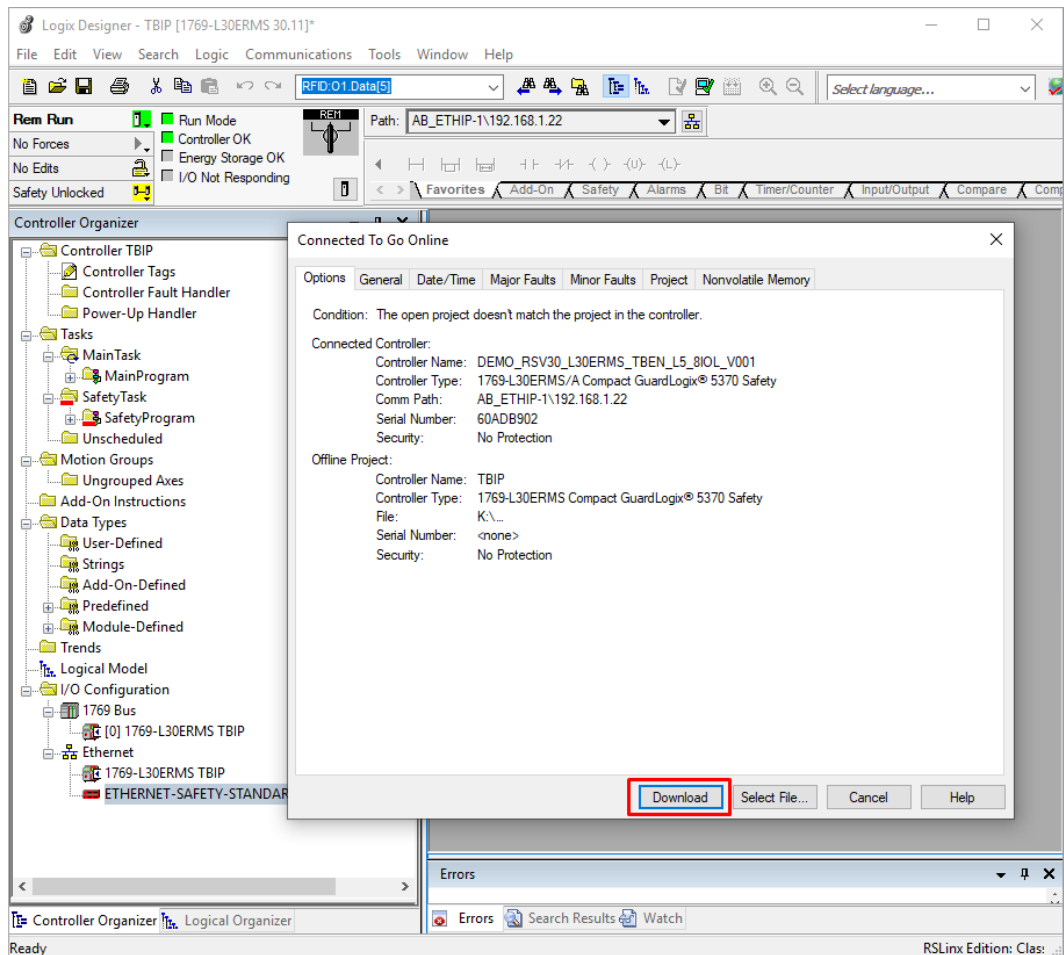 Logix Designer - TBIP [1769-L30ERMS 30.11]*
File Edit View Search Logic Communications Tools Window Help
RFID:O1.Data[5]
Select language...
Rem Run
Run Mode
REM
Path: AB_ETHIP-1\192.168.1.22
No Forces
Controller OK
No Edits
Energy Storage OK
Safety Unlocked
I/O Not Responding
Favorites Add-On Safety Alarms Bit Timer/Counter Input/Output Compare
Controller Organizer
Controller TBIP
Controller Tags
Controller Fault Handler
Power-Up Handler
Tasks
MainTask
MainProgram
SafetyTask
SafetyProgram
Unscheduled
Motion Groups
Ungrouped Axes
Add-On Instructions
Data Types
User-Defined
Strings
Add-On-Defined
Predefined
Module-Defined
Trends
Logical Model
I/O Configuration
1769 Bus
[0] 1769-L30ERMS TBIP
Ethernet
1769-L30ERMS TBIP
ETHERNET-SAFETY-STANDAR
Connected To Go Online
Options General Date/Time Major Faults Minor Faults Project Nonvolatile Memory
Condition: The open project doesn't match the project in the controller.
Connected Controller:
Controller Name: DEMO_RSV30_L30ERMS_TBEN_L5_8IOL_V001
Controller Type: 1769-L30ERMS/A Compact GuardLogix® 5370 Safety
Comm Path: AB_ETHIP-1\192.168.1.22
Serial Number: 60ADB902
Security: No Protection
Offline Project:
Controller Name: TBIP
Controller Type: 1769-L30ERMS Compact GuardLogix® 5370 Safety
File: K:\...
Serial Number: <none>
Security: No Protection
Download Select File... Cancel Help
Errors
Controller Organizer Logical Organizer
Errors Search Results Watch
Ready
RSLinx Edition: Clas